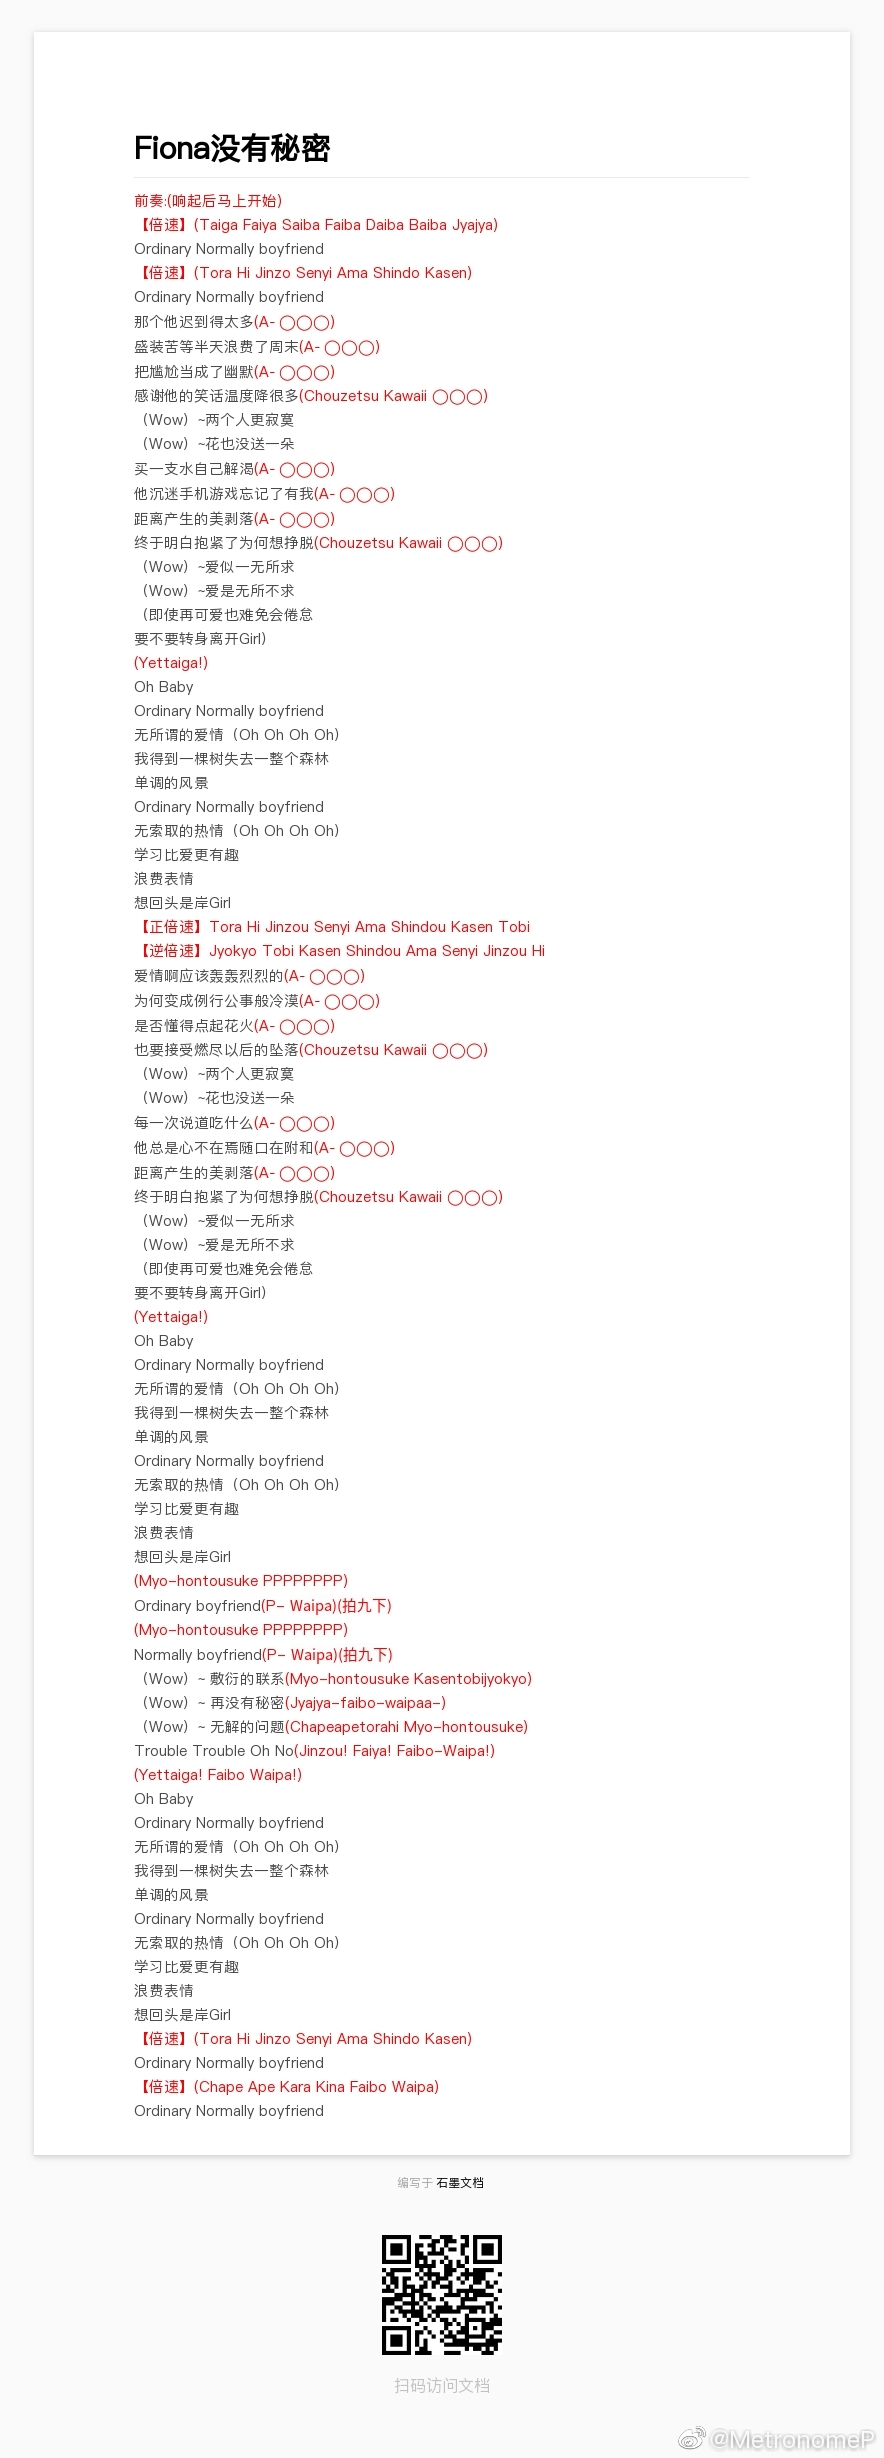 Fiona没有秘密
前奏:(响起后马上开始)
【倍速】(Taiga Faiya Saiba Faiba Daiba Baiba Jyajya)
Ordinary Normally boyfriend
【倍速】(Tora Hi Jinzo Senyi Ama Shindo Kasen)
Ordinary Normally boyfriend
那个他迟到得太多(A- ◯◯◯)
盛装苦等半天浪费了周末(A- ◯◯◯)
把尴尬当成了幽默(A- ◯◯◯)
感谢他的笑话温度降很多(Chouzetsu Kawaii ◯◯◯)
（Wow）~两个人更寂寞
（Wow）~花也没送一朵
买一支水自己解渴(A- ◯◯◯)
他沉迷手机游戏忘记了有我(A- ◯◯◯)
距离产生的美剥落(A- ◯◯◯)
终于明白抱紧了为何想挣脱(Chouzetsu Kawaii ◯◯◯)
（Wow）~爱似一无所求
（Wow）~爱是无所不求
（即使再可爱也难免会倦怠
要不要转身离开Girl）
(Yettaiga!)
Oh Baby
Ordinary Normally boyfriend
无所谓的爱情（Oh Oh Oh Oh）
我得到一棵树失去一整个森林
单调的风景
Ordinary Normally boyfriend
无索取的热情（Oh Oh Oh Oh）
学习比爱更有趣
浪费表情
想回头是岸Girl
【正倍速】Tora Hi Jinzou Senyi Ama Shindou Kasen Tobi
【逆倍速】Jyokyo Tobi Kasen Shindou Ama Senyi Jinzou Hi
爱情啊应该轰轰烈烈的(A- ◯◯◯)
为何变成例行公事般冷漠(A- ◯◯◯)
是否懂得点起花火(A- ◯◯◯)
也要接受燃尽以后的坠落(Chouzetsu Kawaii ◯◯◯)
（Wow）~两个人更寂寞
（Wow）~花也没送一朵
每一次说道吃什么(A- ◯◯◯)
他总是心不在焉随口在附和(A- ◯◯◯)
距离产生的美剥落(A- ◯◯◯)
终于明白抱紧了为何想挣脱(Chouzetsu Kawaii ◯◯◯)
（Wow）~爱似一无所求
（Wow）~爱是无所不求
（即使再可爱也难免会倦怠
要不要转身离开Girl）
(Yettaiga!)
Oh Baby
Ordinary Normally boyfriend
无所谓的爱情（Oh Oh Oh Oh）
我得到一棵树失去一整个森林
单调的风景
Ordinary Normally boyfriend
无索取的热情（Oh Oh Oh Oh）
学习比爱更有趣
浪费表情
想回头是岸Girl
(Myo-hontousuke PPPPPPPP)
Ordinary boyfriend(P- Waipa)(拍九下)
(Myo-hontousuke PPPPPPPP)
Normally boyfriend(P- Waipa)(拍九下)
（Wow）~ 敷衍的联系(Myo-hontousuke Kasentobijyokyo)
（Wow）~ 再没有秘密(Jyajya-faibo-waipaa-)
（Wow）~ 无解的问题(Chapeapetorahi Myo-hontousuke)
Trouble Trouble Oh No(Jinzou! Faiya! Faibo-Waipa!)
(Yettaiga! Faibo Waipa!)
Oh Baby
Ordinary Normally boyfriend
无所谓的爱情（Oh Oh Oh Oh）
我得到一棵树失去一整个森林
单调的风景
Ordinary Normally boyfriend
无索取的热情（Oh Oh Oh Oh）
学习比爱更有趣
浪费表情
想回头是岸Girl
【倍速】(Tora Hi Jinzo Senyi Ama Shindo Kasen)
Ordinary Normally boyfriend
【倍速】(Chape Ape Kara Kina Faibo Waipa)
Ordinary Normally boyfriend
编写于 石墨文档
扫码访问文档
@MetronomeP